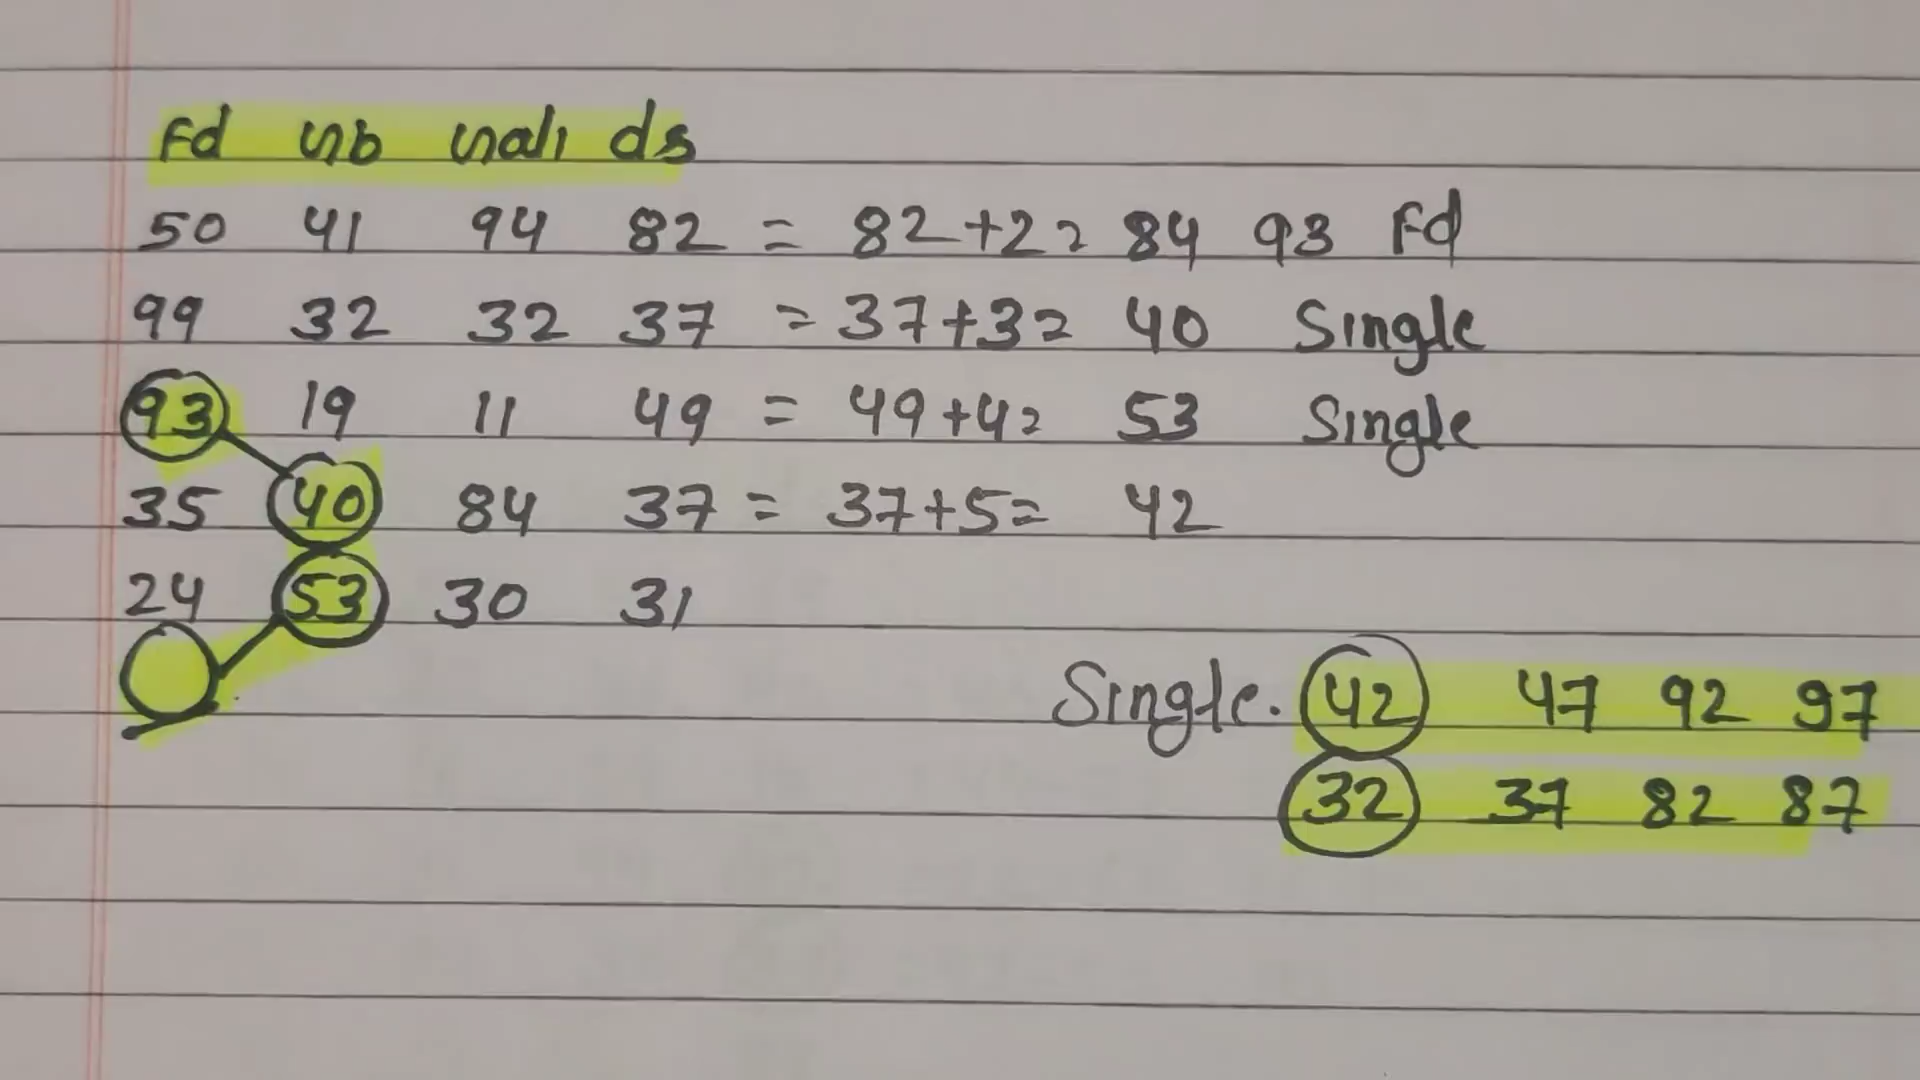 Fd gb gali ds
50 41 94 82 = 82+2= 84 93 Fd
99 32 32 37 = 37+3= 40 Single
93 19 11 49 = 49+4= 53 Single
35 40 84 37 = 37+5= 42
24 53 30 31
Single. 42 47 92 97
32 37 82 87